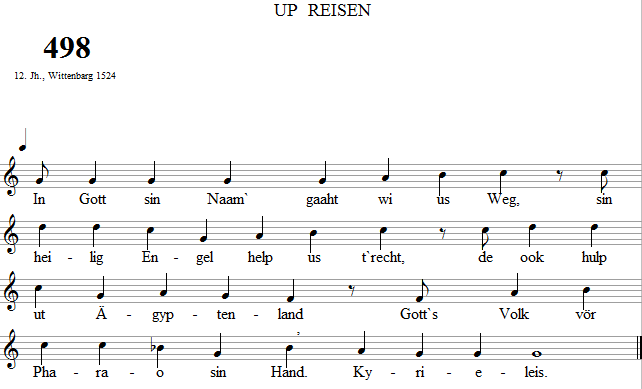 UP REISEN
498
12. Jh., Wittenbarg 1524
In Gott sin Naam` gaaht wi us Weg, sin
hei - lig En - gel help us t`recht, de ook hulp
ut Ä - gyp - ten - land Gott`s Volk vör
Pha - ra - o sin Hand. Ky - ri - e - leis.